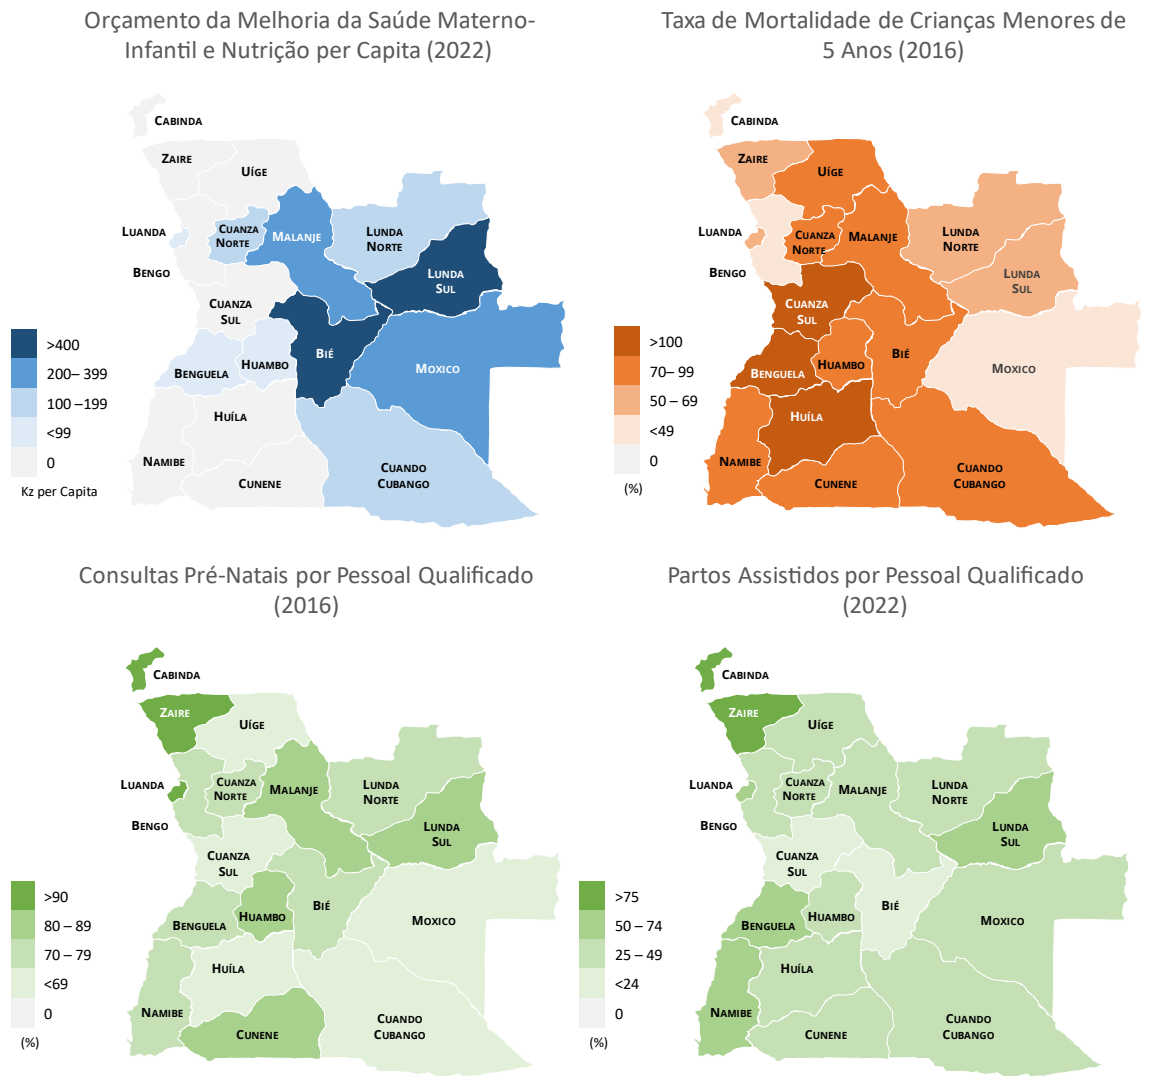 Orçamento da Melhoria da Saúde Materno-
Infantil e Nutrição per Capita (2022)
CABINDA
ZAIRE
UÍGE
LUANDA
CUANZA
NORTE
MALANJE
LUNDA
NORTE
BENGO
LUNDA
SUL
CUANZA
SUL
>400
200– 399
100 –199
<99
0
Kz per Capita
BENGUELA
HUAMBO
BIÉ
MOXICO
HUÍLA
NAMIBE
CUNENE
CUANDO
CUBANGO
Taxa de Mortalidade de Crianças Menores de
5 Anos (2016)
CABINDA
ZAIRE
UÍGE
LUANDA
CUANZA
NORTE
MALANJE
LUNDA
NORTE
BENGO
LUNDA
SUL
CUANZA
SUL
>100
70– 99
50 – 69
<49
0
(%)
BENGUELA
HUAMBO
BIÉ
MOXICO
HUÍLA
NAMIBE
CUNENE
CUANDO
CUBANGO
Consultas Pré-Natais por Pessoal Qualificado
(2016)
CABINDA
ZAIRE
UÍGE
LUANDA
CUANZA
NORTE
MALANJE
LUNDA
NORTE
BENGO
LUNDA
SUL
CUANZA
SUL
>90
80 – 89
70 – 79
<69
0
(%)
BENGUELA
HUAMBO
BIÉ
MOXICO
HUÍLA
NAMIBE
CUNENE
CUANDO
CUBANGO
Partos Assistidos por Pessoal Qualificado
(2022)
CABINDA
ZAIRE
UÍGE
LUANDA
CUANZA
NORTE
MALANJE
LUNDA
NORTE
BENGO
LUNDA
SUL
CUANZA
SUL
>75
50 – 74
25 – 49
<24
0
(%)
BENGUELA
HUAMBO
BIÉ
MOXICO
HUÍLA
NAMIBE
CUNENE
CUANDO
CUBANGO